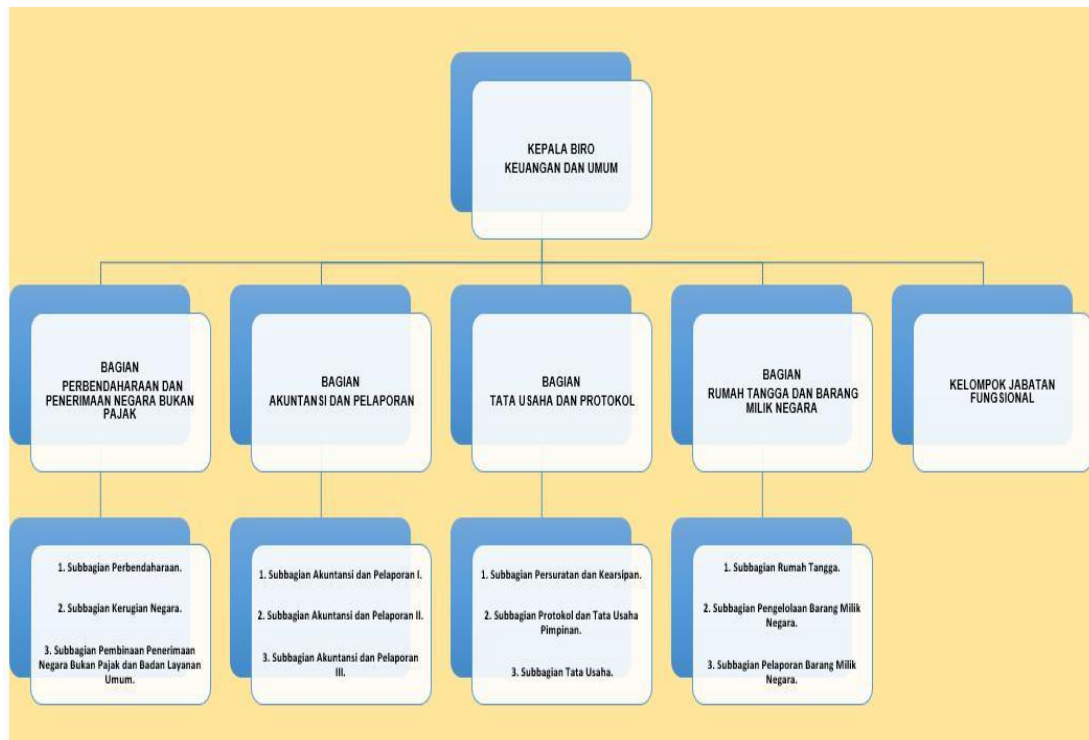 KEPALA BIRO
KEUANGAN DAN UMUM
BAGIAN
PERBENDAHARAAN DAN
PENERIMAAN NEGARA BUKAN
PAJAK
BAGIAN
AKUNTANSI DAN PELAPORAN
BAGIAN
TATA USAHA DAN PROTOKOL
BAGIAN
RUMAH TANGGA DAN BARANG
MILIK NEGARA
KELOMPOK JABATAN
FUNGSIONAL
1. Subbagian Perbendaharaan.
2. Subbagian Kerugian Negara.
3. Subbagian Pembinaan Penerimaan
Negara Bukan Pajak dan Badan Layanan
Umum.
1. Subbagian Akuntansi dan Pelaporan I.
2. Subbagian Akuntansi dan Pelaporan II.
3. Subbagian Akuntansi dan Pelaporan
III.
1. Subbagian Persuratan dan Kearsipan.
2. Subbagian Protokol dan Tata Usaha
Pimpinan.
3. Subbagian Tata Usaha.
1. Subbagian Rumah Tangga.
2. Subbagian Pengelolaan Barang Milik
Negara.
3. Subbagian Pelaporan Barang Milik
Negara.